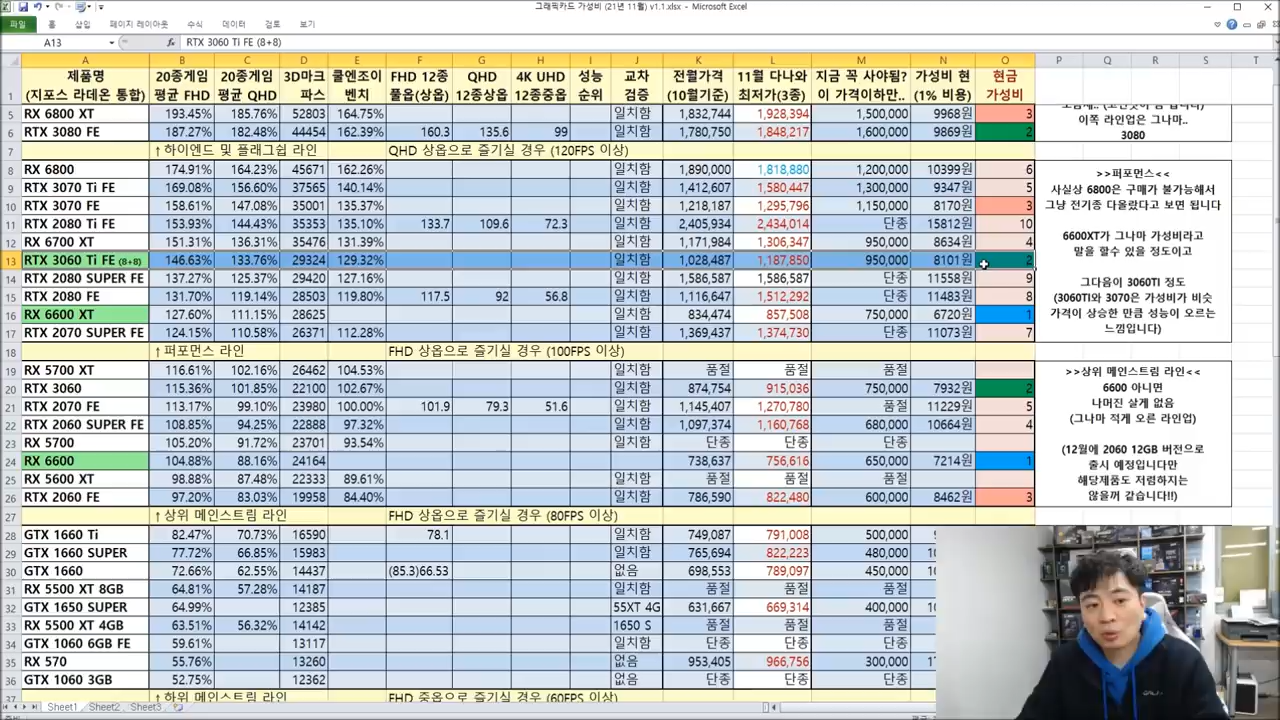 그래픽카드 가성비 (21년 11월) v1.1.xlsx - Microsoft Excel
파일 홈 삽입 페이지 레이아웃 수식 데이터 검토 보기
A13 fx RTX 3060 Ti FE (8+8)
A B C D E F G H I J K L M N O P Q R S T
1 제품명 (지포스 라데온 통합) 20종게임 평균 FHD 20종게임 평균 QHD 3D마크 파스 쿨엔조이 벤치 FHD 12종 풀옵(상옵) QHD 12종상옵 4K UHD 12종중옵 성능 순위 교차 검증 전월가격 (10월기준) 11월 다나와 최저가(3종) 지금 꼭 사야됨? 이 가격이하만.. 가성비 현 (1% 비용) 현금 가성비
5 RX 6800 XT 193.45% 185.76% 52803 164.75% 일치함 1,832,744 1,928,394 1,500,000 9968원 3
6 RTX 3080 FE 187.27% 182.48% 44454 162.39% 160.3 135.6 99 일치함 1,780,750 1,848,217 1,600,000 9869원 2
7 ↑하이엔드 및 플래그쉽 라인 QHD 상옵으로 즐기실 경우 (120FPS 이상)
8 RX 6800 174.91% 164.23% 45671 162.26% 일치함 1,890,000 1,818,880 1,200,000 10399원 6
9 RTX 3070 Ti FE 169.08% 156.60% 37565 140.14% 일치함 1,412,607 1,580,447 1,300,000 9347원 5
10 RTX 3070 FE 158.61% 147.08% 35001 135.37% 일치함 1,218,187 1,295,796 1,150,000 8170원 3
11 RTX 2080 Ti FE 153.93% 144.43% 35353 135.10% 133.7 109.6 72.3 일치함 2,405,934 2,434,014 단종 15812원 10
12 RX 6700 XT 151.31% 136.31% 35476 131.39% 일치함 1,171,984 1,306,347 950,000 8634원 4
13 RTX 3060 Ti FE (8+8) 146.63% 133.76% 29324 129.32% 일치함 1,028,487 1,187,850 950,000 8101원 2
14 RTX 2080 SUPER FE 137.27% 125.37% 29420 127.16% 일치함 1,586,587 1,586,587 단종 11558원 9
15 RTX 2080 FE 131.70% 119.14% 28503 119.80% 117.5 92 56.8 일치함 1,116,647 1,512,292 단종 11483원 8
16 RX 6600 XT 127.60% 111.15% 28625 일치함 834,474 857,508 750,000 6720원 1
17 RTX 2070 SUPER FE 124.15% 110.58% 26371 112.28% 일치함 1,369,437 1,374,730 단종 11073원 7
18 ↑퍼포먼스 라인 FHD 상옵으로 즐기실 경우 (100FPS 이상)
19 RX 5700 XT 116.61% 102.16% 26462 104.53% 일치함 품절 품절 품절
20 RTX 3060 115.36% 101.85% 22100 102.67% 일치함 874,754 915,036 750,000 7932원 2
21 RTX 2070 FE 113.17% 99.10% 23980 100.00% 101.9 79.3 51.6 일치함 1,145,407 1,270,780 품절 11229원 5
22 RTX 2060 SUPER FE 108.85% 94.25% 22888 97.32% 일치함 1,097,374 1,160,768 680,000 10664원 4
23 RX 5700 105.20% 91.72% 23701 93.54% 일치함 단종 단종 단종
24 RX 6600 104.88% 88.16% 24164 738,637 756,616 650,000 7214원 1
25 RX 5600 XT 98.88% 87.48% 22333 89.61% 일치함 품절 품절 품절
26 RTX 2060 FE 97.20% 83.03% 19958 84.40% 일치함 786,590 822,480 600,000 8462원 3
27 ↑상위 메인스트림 라인 FHD 상옵으로 즐기실 경우 (80FPS 이상)
28 GTX 1660 Ti 82.47% 70.73% 16590 78.1 일치함 749,087 791,008 500,000
29 GTX 1660 SUPER 77.72% 66.85% 15983 일치함 765,694 822,223 480,000
30 GTX 1660 72.66% 62.55% 14437 (85.3)66.53 없음 698,553 789,097 450,000
31 RX 5500 XT 8GB 64.81% 57.28% 14187 일치함 품절 품절 품절
32 GTX 1650 SUPER 64.99% 12385 55XT 4G 631,667 669,314 400,000
33 RX 5500 XT 4GB 63.51% 56.32% 14142 1650 S 품절 품절 품절
34 GTX 1060 6GB FE 59.61% 13117 일치함 단종 단종 단종
35 RX 570 55.76% 13260 없음 953,405 966,756 300,000
36 GTX 1060 3GB 52.75% 12362 없음 단종 단종 단종
37 ↑하위 메인스트림 라인 FHD 중옵으로 즐기실 경우 (60FPS 이상)
이쪽 라인업은 그나마..
3080
>>퍼포먼스<<
사실상 6800은 구매가 불가능해서
그냥 전기종 다올랐다고 보면 됩니다
6600XT가 그나마 가성비라고
말을 할수 있을 정도이고
그다음이 3060TI 정도
(3060TI와 3070은 가성비가 비슷
가격이 상승한 만큼 성능이 오르는
느낌입니다)
>>상위 메인스트림 라인<<
6600 아니면
나머진 살게 없음
(그나마 적게 오른 라인업)
(12월에 2060 12GB 버전으로
출시 예정입니다만
해당제품도 저렴하지는
않을꺼 같습니다!!)
Sheet1 Sheet2 Sheet3